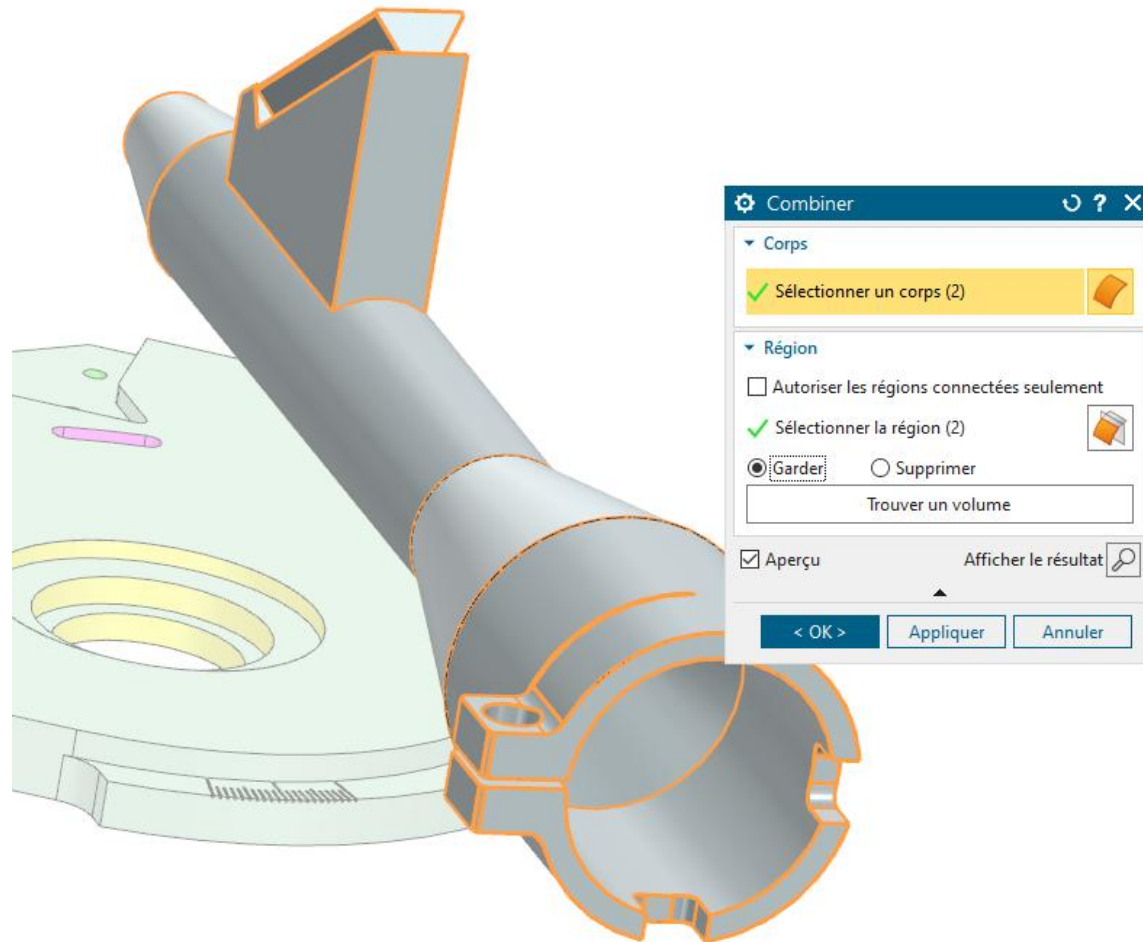 Combiner
Corps
Sélectionner un corps (2)
Région
Autoriser les régions connectées seulement
Sélectionner la région (2)
Garder
Supprimer
Trouver un volume
Aperçu
Afficher le résultat
< OK >
Appliquer
Annuler